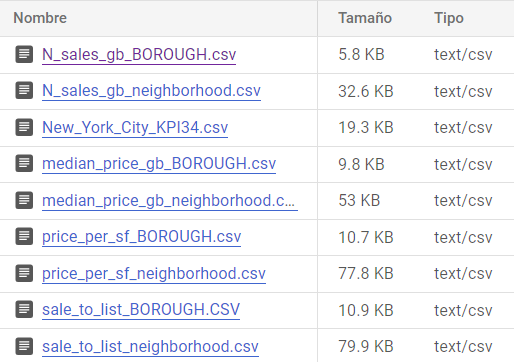 Nombre Tamaño Tipo
N_sales_gb_BOROUGH.csv 5.8 KB text/csv
N_sales_gb_neighborhood.csv 32.6 KB text/csv
New_York_City_KPI34.csv 19.3 KB text/csv
median_price_gb_BOROUGH.csv 9.8 KB text/csv
median_price_gb_neighborhood.c... 53 KB text/csv
price_per_sf_BOROUGH.csv 10.7 KB text/csv
price_per_sf_neighborhood.csv 77.8 KB text/csv
sale_to_list_BOROUGH.CSV 10.9 KB text/csv
sale_to_list_neighborhood.csv 79.9 KB text/csv